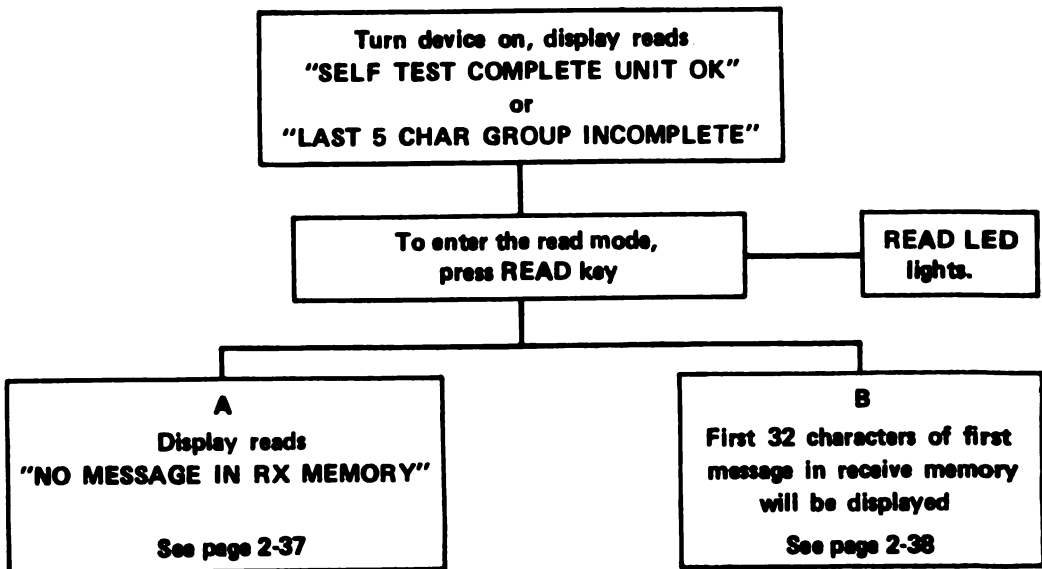 Turn device on, display reads
"SELF TEST COMPLETE UNIT OK"
or
"LAST 5 CHAR GROUP INCOMPLETE"
To enter the read mode,
press READ key
READ LED
lights.
A
Display reads
"NO MESSAGE IN RX MEMORY"
See page 2-37
B
First 32 characters of first
message in receive memory
will be displayed
See page 2-38